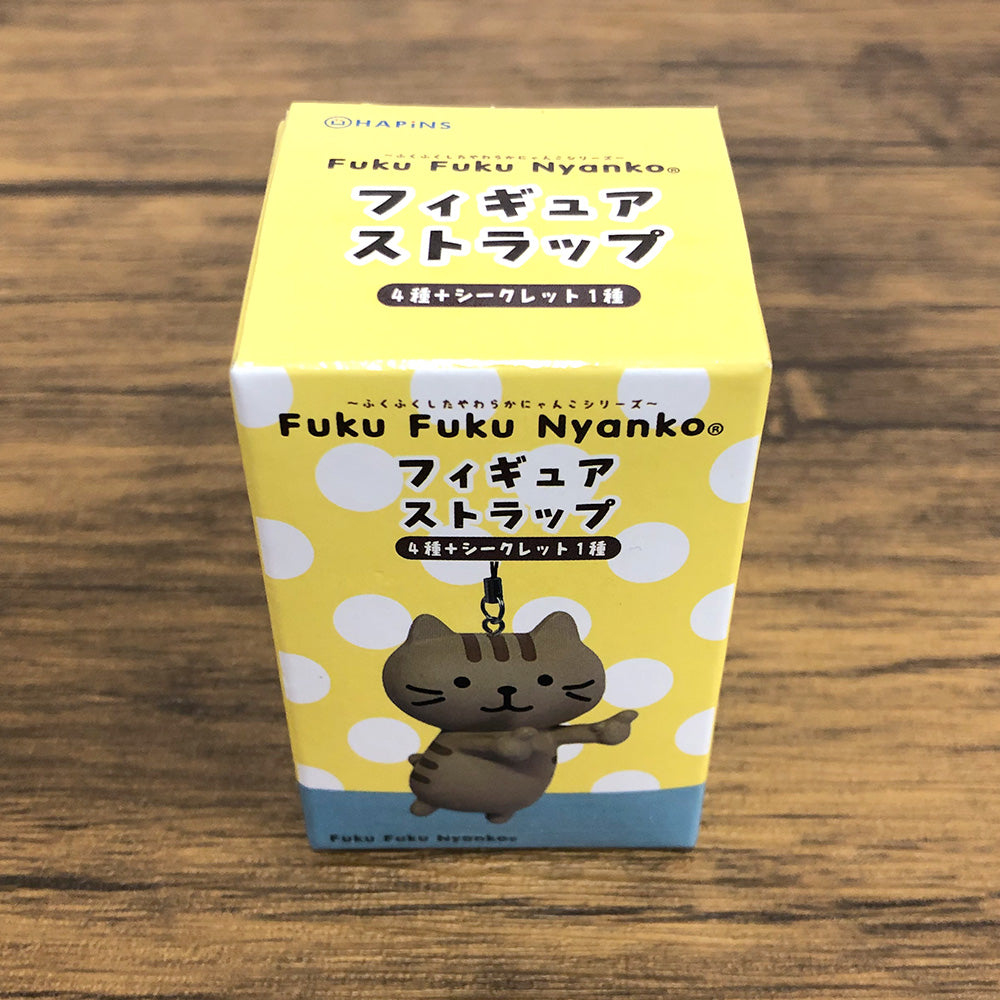 HAPiNS
～ふくふくしたやわらかにゃんこシリーズ～
Fuku Fuku Nyanko®
フィギュア
ストラップ
4種+シークレット1種
～ふくふくしたやわらかにゃんこシリーズ～
Fuku Fuku Nyanko®
フィギュア
ストラップ
4種+シークレット1種
Fuku Fuku Nyanko®